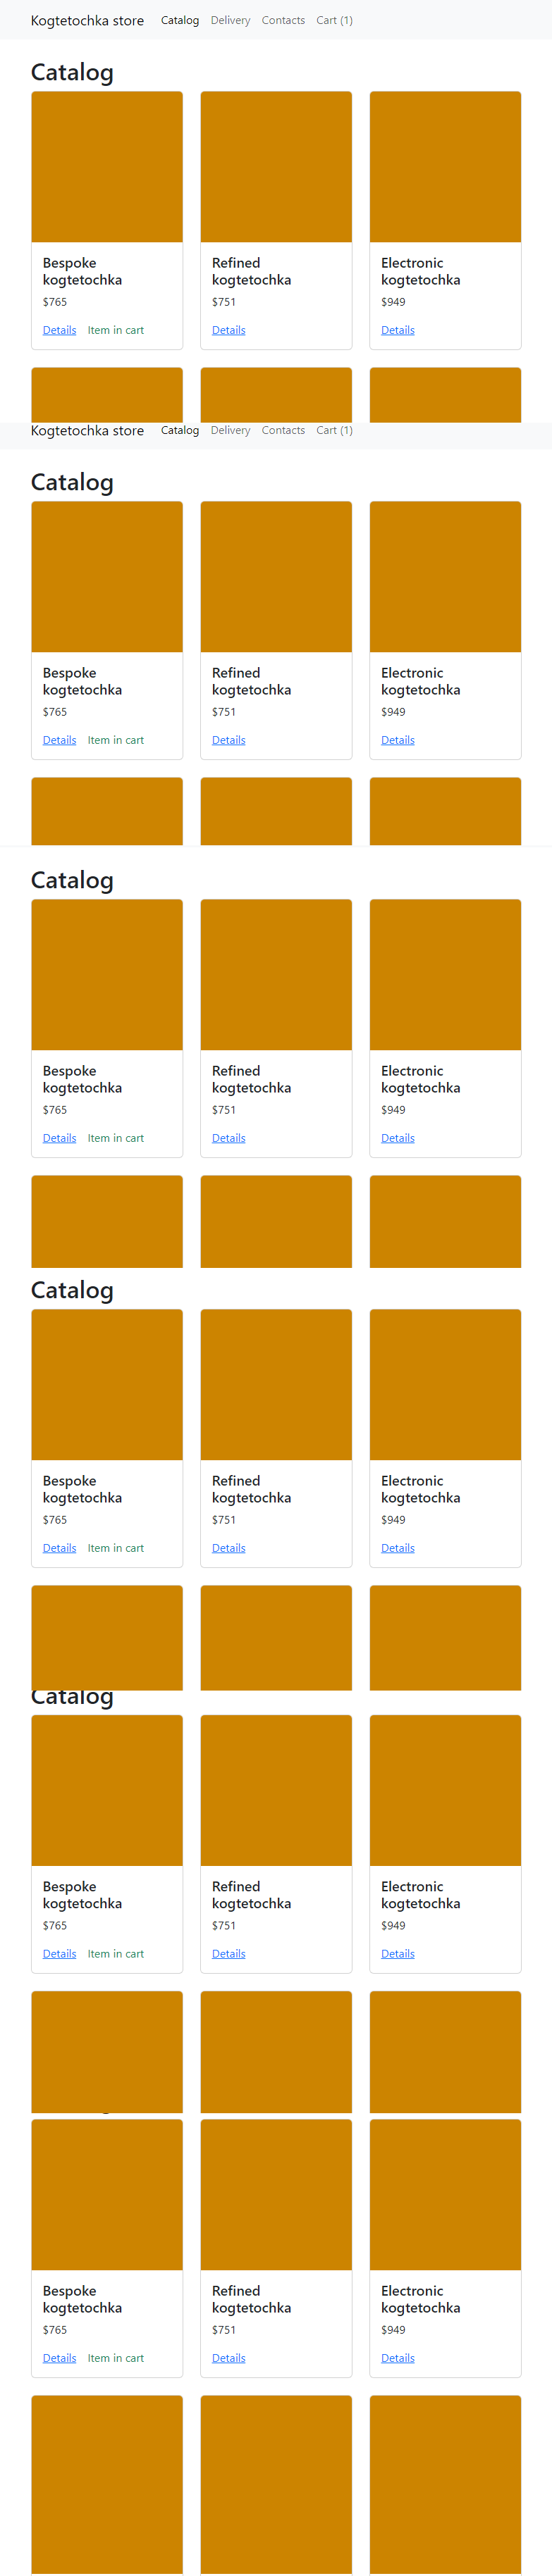 Kogtetochka store Catalog Delivery Contacts Cart (1)
Catalog
Bespoke kogtetochka
$765
Details Item in cart
Refined kogtetochka
$751
Details
Electronic kogtetochka
$949
Details
Kogtetochka store Catalog Delivery Contacts Cart (1)
Catalog
Bespoke kogtetochka
$765
Details Item in cart
Refined kogtetochka
$751
Details
Electronic kogtetochka
$949
Details
Catalog
Bespoke kogtetochka
$765
Details Item in cart
Refined kogtetochka
$751
Details
Electronic kogtetochka
$949
Details
Catalog
Bespoke kogtetochka
$765
Details Item in cart
Refined kogtetochka
$751
Details
Electronic kogtetochka
$949
Details
Catalog
Bespoke kogtetochka
$765
Details Item in cart
Refined kogtetochka
$751
Details
Electronic kogtetochka
$949
Details
Bespoke kogtetochka
$765
Details Item in cart
Refined kogtetochka
$751
Details
Electronic kogtetochka
$949
Details